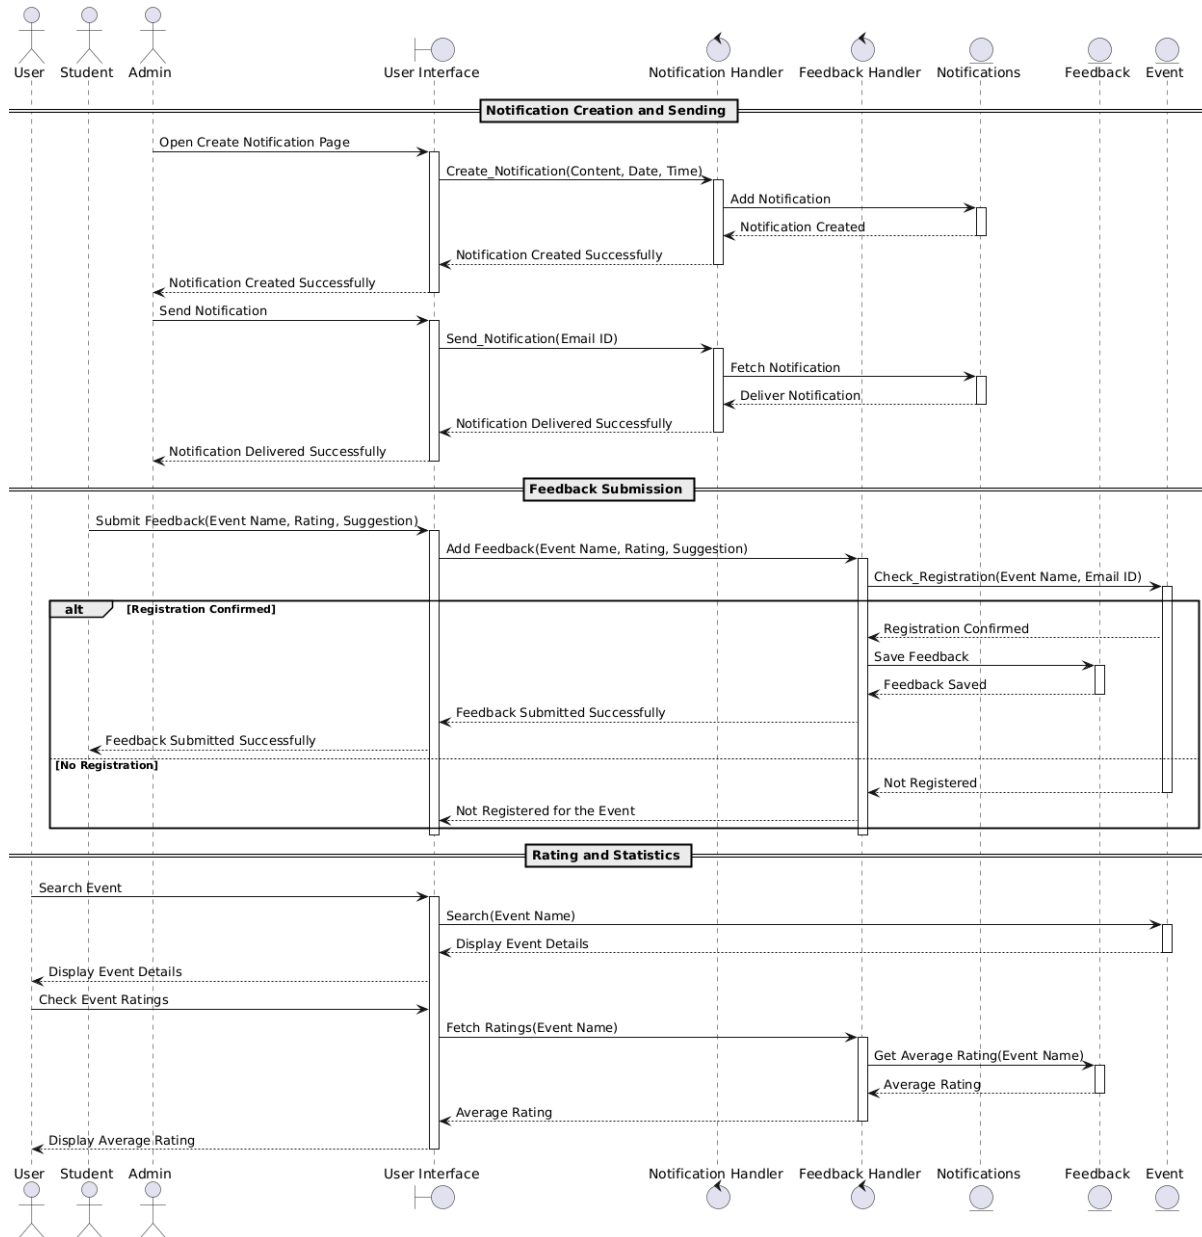 User Student Admin User Interface Notification Handler Feedback Handler Notifications Feedback Event
Notification Creation and Sending
Open Create Notification Page
Create_Notification(Content, Date, Time)
Add Notification
Notification Created
Notification Created Successfully
Notification Created Successfully
Send Notification
Send_Notification(Email ID)
Fetch Notification
Deliver Notification
Notification Delivered Successfully
Notification Delivered Successfully
Feedback Submission
Submit Feedback(Event Name, Rating, Suggestion)
Add Feedback(Event Name, Rating, Suggestion)
Check_Registration(Event Name, Email ID)
alt [Registration Confirmed]
Registration Confirmed
Save Feedback
Feedback Saved
Feedback Submitted Successfully
Feedback Submitted Successfully
[No Registration]
Not Registered
Not Registered for the Event
Rating and Statistics
Search Event
Search(Event Name)
Display Event Details
Display Event Details
Check Event Ratings
Fetch Ratings(Event Name)
Get Average Rating(Event Name)
Average Rating
Average Rating
Display Average Rating
User Student Admin User Interface Notification Handler Feedback Handler Notifications Feedback Event